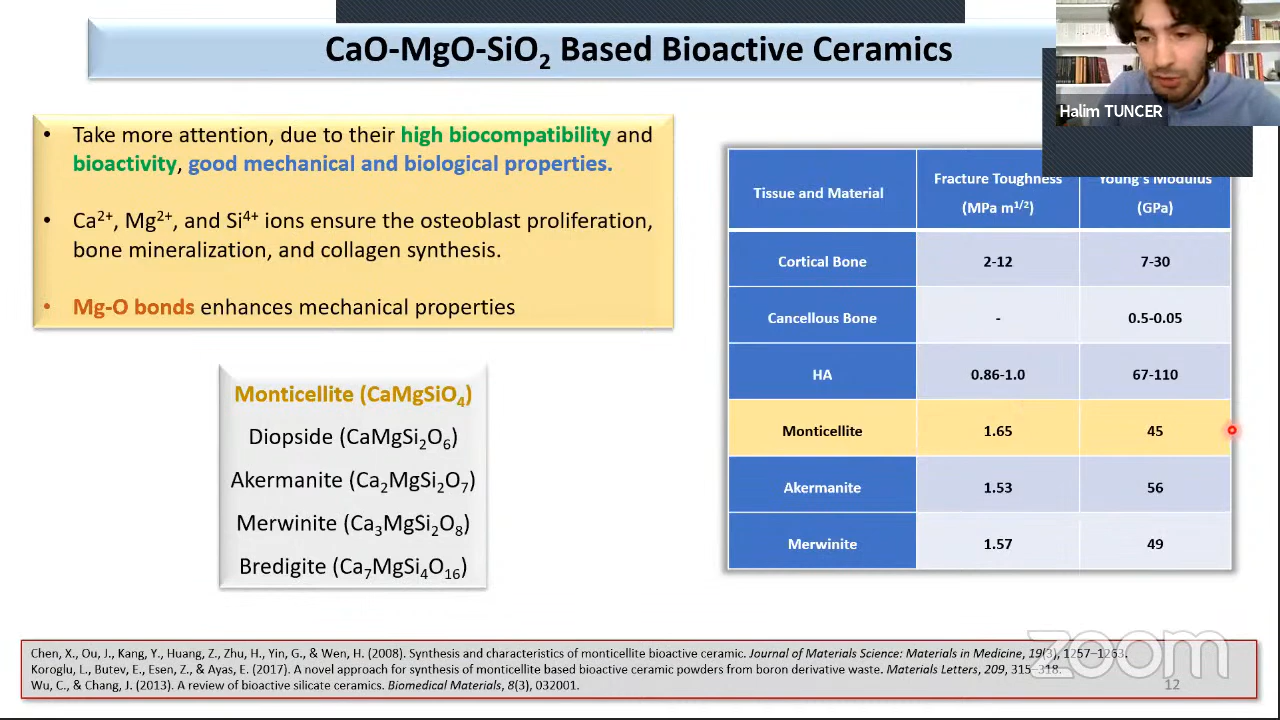 CaO-MgO-SiO₂ Based Bioactive Ceramics
Halim TUNCER
• Take more attention, due to their high biocompatibility and
bioactivity, good mechanical and biological properties.
• Ca²⁺, Mg²⁺, and Si⁴⁺ ions ensure the osteoblast proliferation,
bone mineralization, and collagen synthesis.
• Mg-O bonds enhances mechanical properties
Monticellite (CaMgSiO₄)
Diopside (CaMgSi₂O₆)
Akermanite (Ca₂MgSi₂O₇)
Merwinite (Ca₃MgSi₂O₈)
Bredigite (Ca₇MgSi₄O₁₆)
Tissue and Material
Fracture Toughness
(MPa m¹/²)
Young's Modulus
(GPa)
Cortical Bone 2-12 7-30
Cancellous Bone - 0.5-0.05
HA 0.86-1.0 67-110
Monticellite 1.65 45
Akermanite 1.53 56
Merwinite 1.57 49
Chen, X., Ou, J., Kang, Y., Huang, Z., Zhu, H., Yin, G., & Wen, H. (2008). Synthesis and characteristics of monticellite bioactive ceramic. Journal of Materials Science: Materials in Medicine, 19(3), 1257–1263.
Koroglu, L., Butev, E., Esen, Z., & Ayas, E. (2017). A novel approach for synthesis of monticellite based bioactive ceramic powders from boron derivative waste. Materials Letters, 209, 315–318.
Wu, C., & Chang, J. (2013). A review of bioactive silicate ceramics. Biomedical Materials, 8(3), 032001.
12
zoom